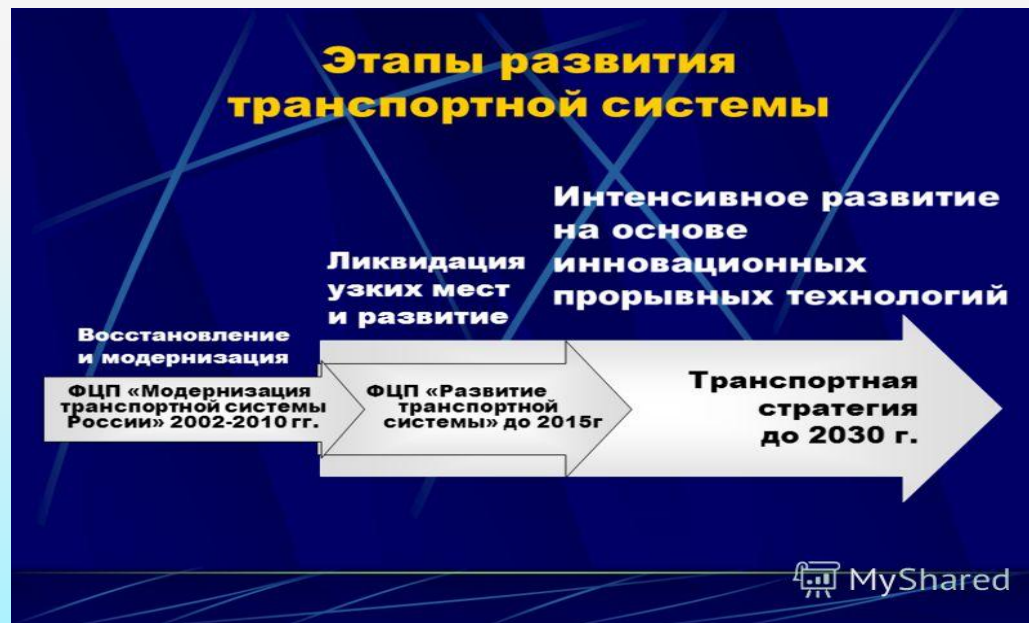 Этапы развития
транспортной системы
Восстановление
и модернизация
ФЦП «Модернизация
транспортной системы
России» 2002-2010 гг.
Ликвидация
узких мест
и развитие
ФЦП «Развитие
транспортной
системы» до 2015г
Интенсивное развитие
на основе
инновационных
прорывных технологий
Транспортная
стратегия
до 2030 г.
MyShared